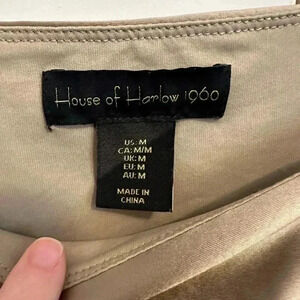 House of Harlow 1960
US: M
CA: M/M
UK: M
EU: M
AU: M
MADE IN
CHINA